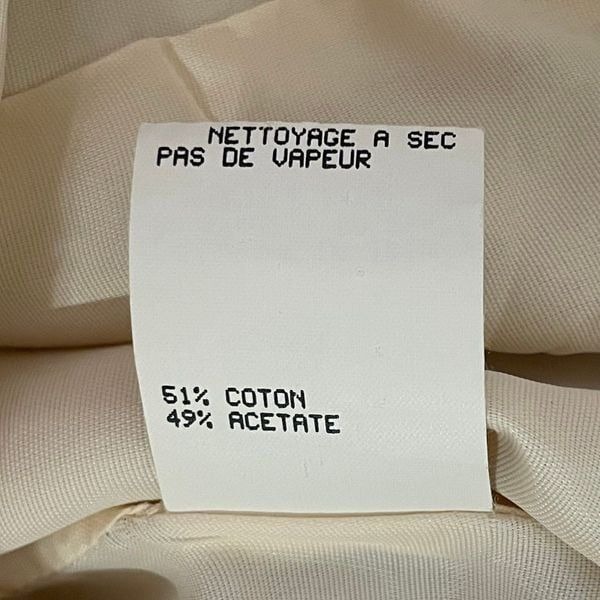 NETTOYAGE A SEC
PAS DE VAPEUR
51% COTON
49% ACETATE